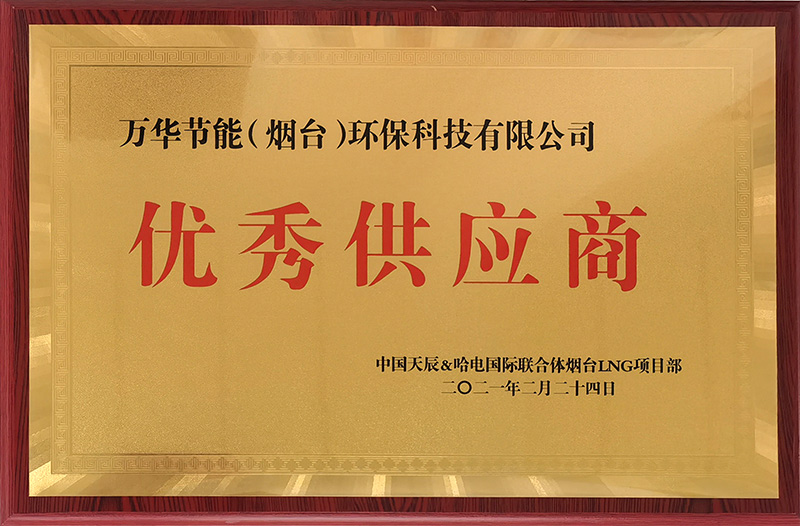 万华节能(烟台)环保科技有限公司
优秀供应商
中国天辰&哈电国际联合体烟台LNG项目部
二〇二一年二月二十四日